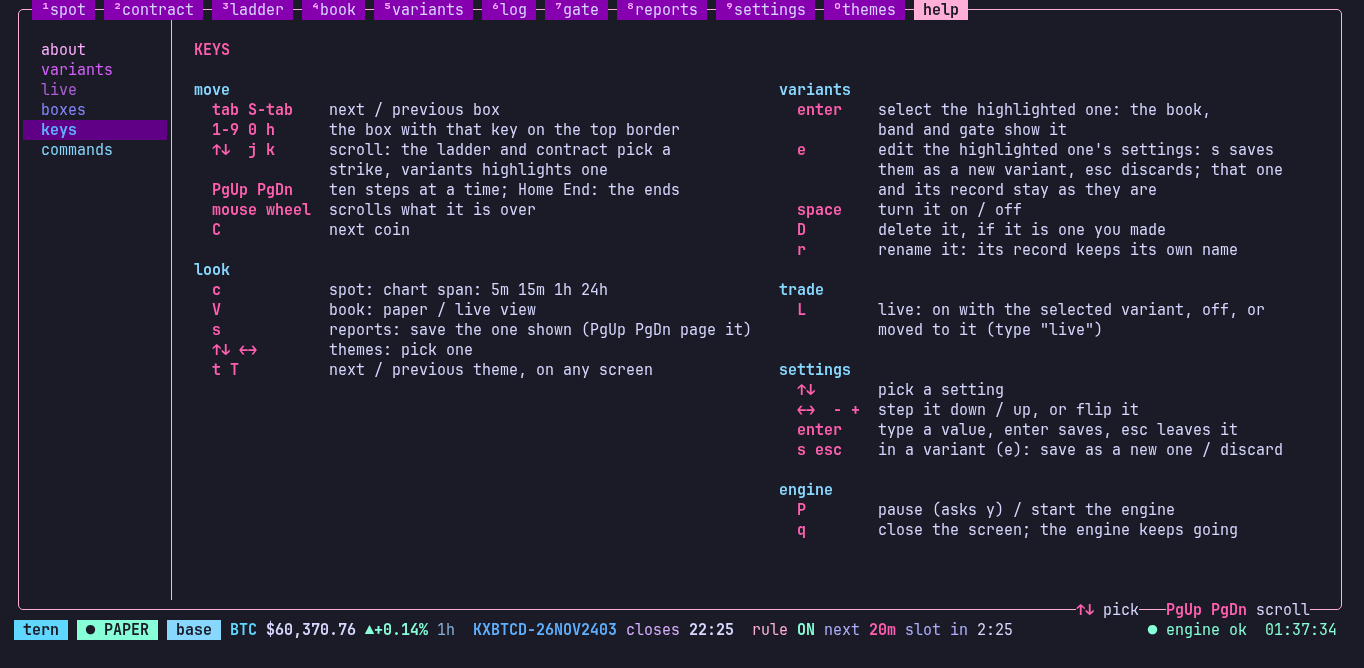 ¹spot ²contract ³ladder ⁴book ⁵variants ⁶log ⁷gate ⁸reports ⁹settings ⁰themes help
about
variants
live
boxes
keys
commands
KEYS
move
tab S-tab next / previous box
1-9 0 h the box with that key on the top border
↑↓ j k scroll: the ladder and contract pick a
strike, variants highlights one
PgUp PgDn ten steps at a time; Home End: the ends
mouse wheel scrolls what it is over
C next coin
look
c spot: chart span: 5m 15m 1h 24h
V book: paper / live view
s reports: save the one shown (PgUp PgDn page it)
↑↓ ↔ themes: pick one
t T next / previous theme, on any screen
variants
enter select the highlighted one: the book,
band and gate show it
e edit the highlighted one's settings: s saves
them as a new variant, esc discards; that one
and its record stay as they are
space turn it on / off
D delete it, if it is one you made
r rename it: its record keeps its own name
trade
L live: on with the selected variant, off, or
moved to it (type "live")
settings
↑↓ pick a setting
↔ - + step it down / up, or flip it
enter type a value, enter saves, esc leaves it
s esc in a variant (e): save as a new one / discard
engine
P pause (asks y) / start the engine
q close the screen; the engine keeps going
↑↓ pick PgUp PgDn scroll
tern ● PAPER base BTC $60,370.76 ▲+0.14% 1h KXBTCD-26NOV2403 closes 22:25 rule ON next 20m slot in 2:25 ● engine ok 01:37:34